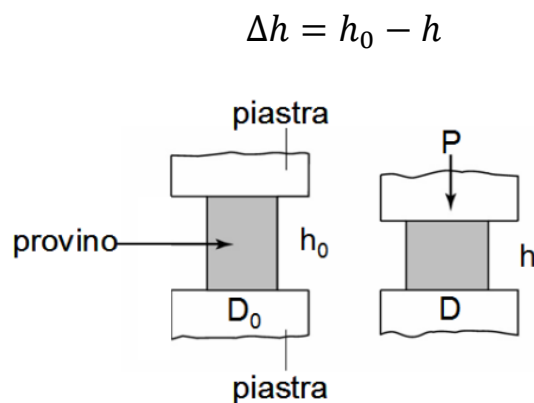 Δh = h₀ − h
piastra
P
provino
h₀
h
D₀
D
piastra